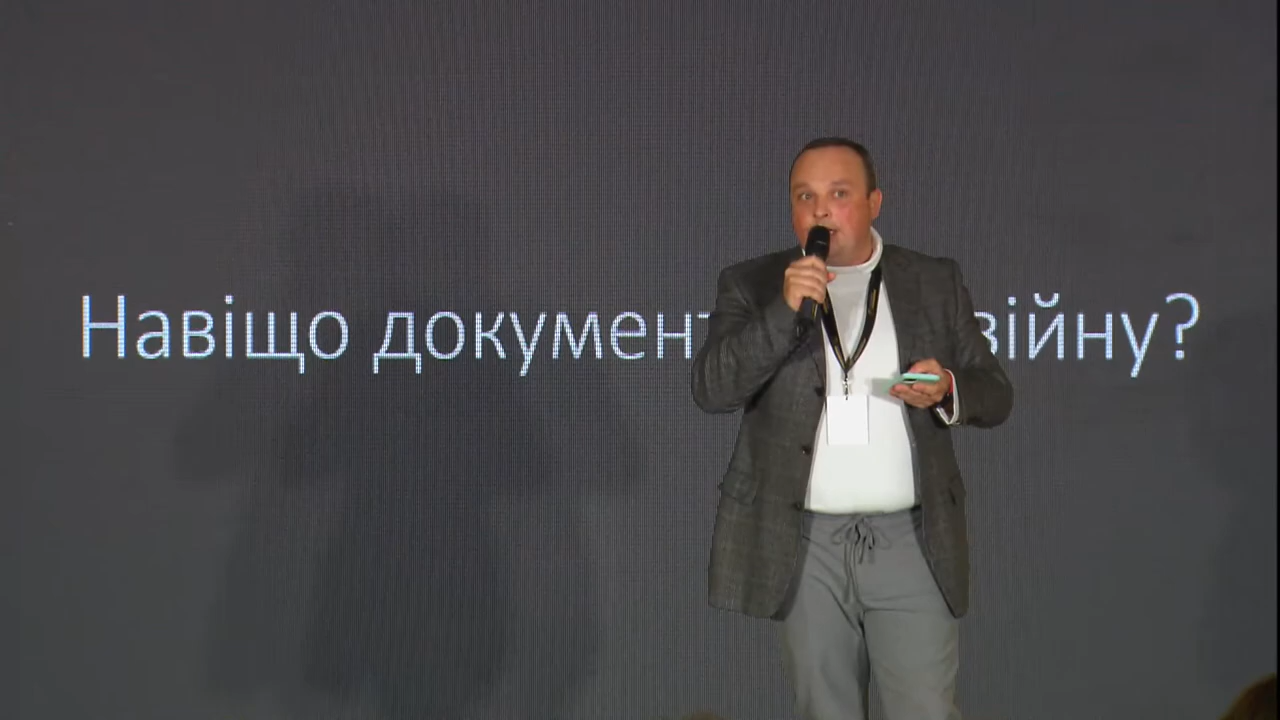 Навіщо документ війну?